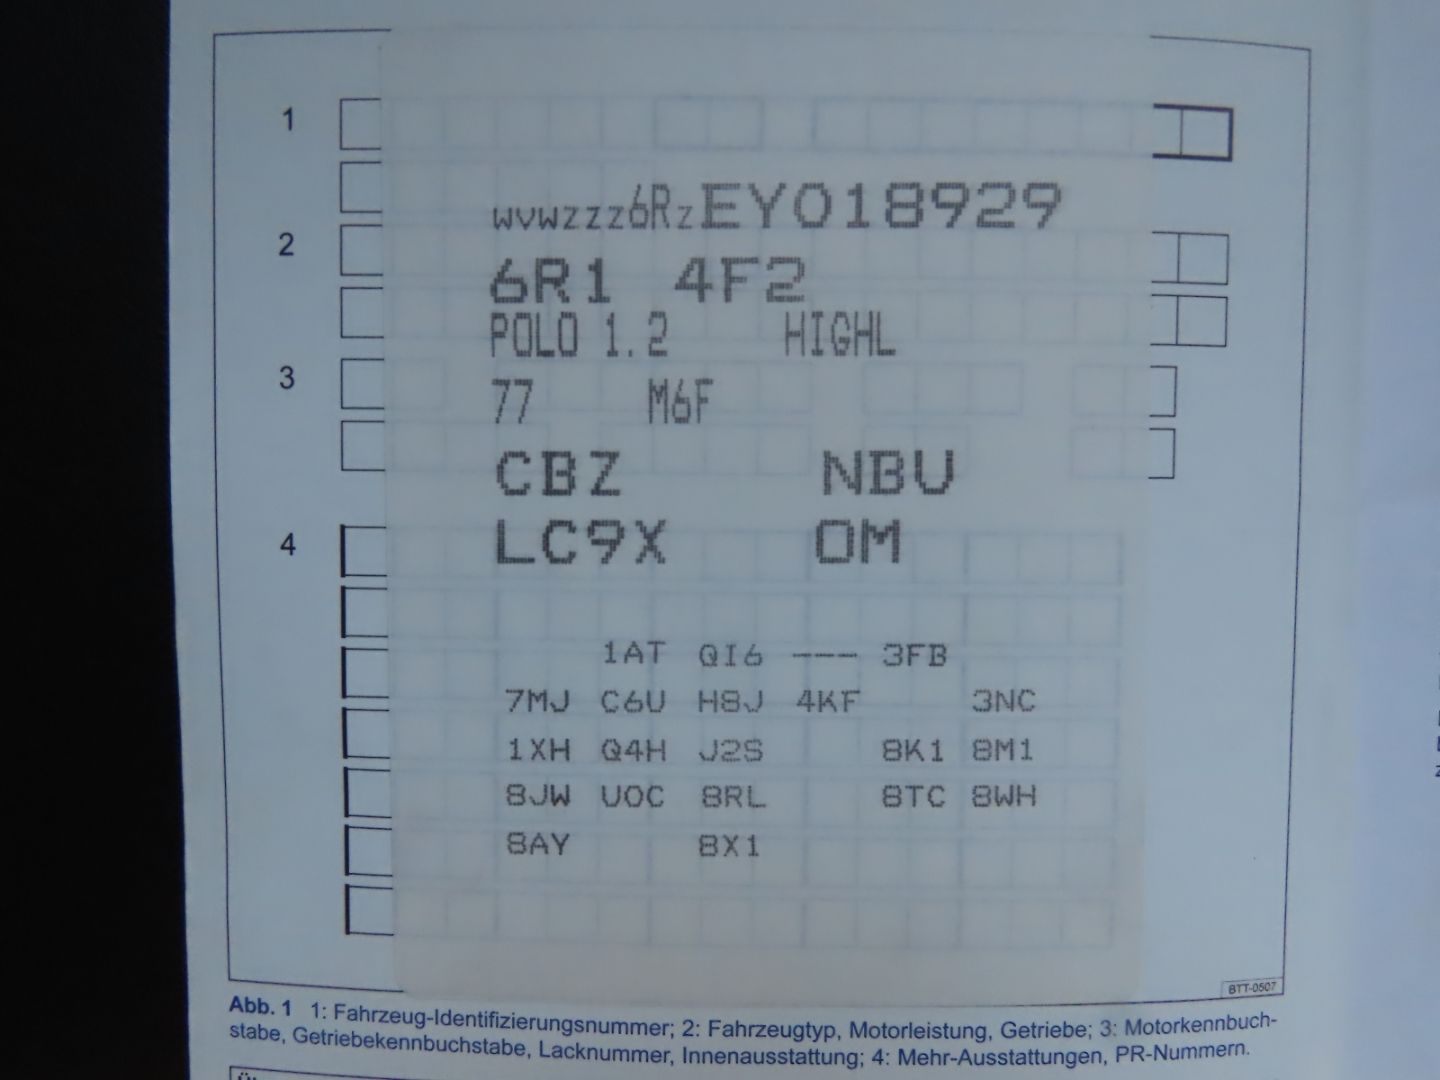 1
wvwzzz6RzEY018929
2
6R1 4F2
POLO 1.2 HIGHL
3
77 M6F
CBZ NBU
4
LC9X OM
1AT QI6 --- 3FB
7MJ C6U H8J 4KF 3NC
1XH Q4H J2S 8K1 8M1
8JW UOC 8RL 8TC 8WH
8AY 8X1
BTT-0507
Abb. 1 1: Fahrzeug-Identifizierungsnummer; 2: Fahrzeugtyp, Motorleistung, Getriebe; 3: Motorkennbuch-
stabe, Getriebekennbuchstabe, Lacknummer, Innenausstattung; 4: Mehr-Ausstattungen, PR-Nummern.